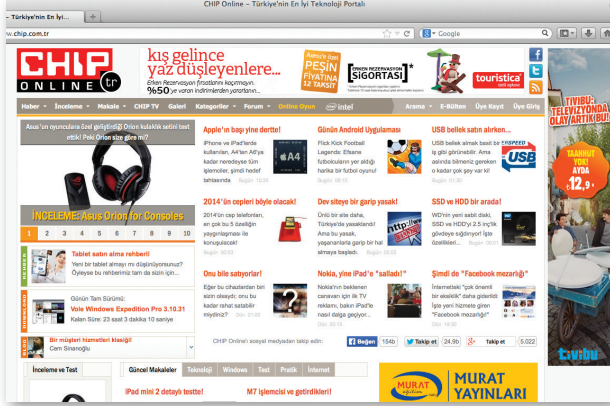 CHIP Online – Türkiye'nin En İyi Teknoloji Portalı
– Türkiye'nin En İyi...
w.chip.com.tr
Google
CHIP
ONLINE
tr
kış gelince
yaz düşleyenlere...
Erken Rezervasyon fırsatlarını kaçırmayın.
%50'ye varan indirimlerden yararlanın...
PEŞİN
FİYATINA
12 TAKSİT
ERKEN REZERVASYON
[SİGORTASI]*
touristica
Haber
İnceleme
Makale
CHIP TV
Galeri
Kategoriler
Forum
Online Oyun
intel
Arama
E-Bülten
Üye Kayıt
Üye Giriş
Asus'un oyunculara özel geliştirdiği Orion kulaklık setini test
ettik! Peki Orion size göre mi?
İNCELEME: Asus Orion for Consoles
1 2 3 4 5 6 7 8 9 10
REHBER
Tablet satın alma rehberi!
Yeni bir tablet almayı mı düşünüyorsunuz?
Öyleyse bu rehberimiz tam da sizin için...
DOWNLOAD
Günün Tam Sürümü:
Vole Windows Expedition Pro 3.10.31
Kalan Süre: 23 saat 3 dakika 10 saniye
BLOG
Bir müşteri hizmetleri klasiği!
Cem Sinanoğlu
Apple'ın başı yine dertte!
iPhone ve iPad'lerde
kullanılan, A4'ten A6'ya
kadar neredeyse tüm
işlemciler, şimdi hedef
tahtasında
A4
Günün Android Uygulaması
Flick Kick Football
Legends: Efsane
futbolcuların yer aldığı
harika bir futbol oyunu!
USB bellek satın alırken...
USB bellek almak basit bir
iş gibi görünebilir. Ama
aslında bilmeniz gereken
o kadar çok şey var ki!
USB
2014'ün cepleri böyle olacak!
2014'ün cep telefonları,
en çok bu 5 özelliğin
yaygınlaşması ile
konuşulacak!
Dev siteye bir garip yasak!
Ünlü bir site daha,
Türkiye'de yasaklandı!
Ama bu yasak,
yaşananlarla garip bir hal
almaya başladı.
SSD ve HDD bir arada!
WD'nin yeni sabit diski,
SSD ve HDD'yi 2.5 inç'lik
gövdeye sığdırıyor! İşte
özellikleri...
Onu bile satıyorlar!
Eğer bu cihazlardan biri
sizin olsaydı; onu bu
kadar rahat satabilir
miydiniz?
Nokia, yine iPad'e "salladı!"
Nokia'nın beklenen
caravan için ilk TV
reklamı, bakın iPad'le
nasıl dalga geçiyor...
Şimdi de "Facebook mezarlığı"
İnternetteki "çok önemli
bir eksiklik" daha giderildi!
İşte yeni hizmete giren
"Facebook mezarlığı"
CHIP Online'ı sosyal medyadan takip edin:
Beğen
154b
Takip et
24.9b
Takip et
5.022
İnceleme ve Test
Güncel Makaleler
Teknoloji
Windows
Test
Pratik
İnternet
iPad mini 2 detaylı testte!
M7 işlemcisi ve getirdikleri!
MURAT
eğitim
MURAT
YAYINLARI
TIVIBU:
TELEVİZYONDA
OLAY ARTIK BU!
TAAHHÜT
YOK!
AYDA
₺12,9
tivibu